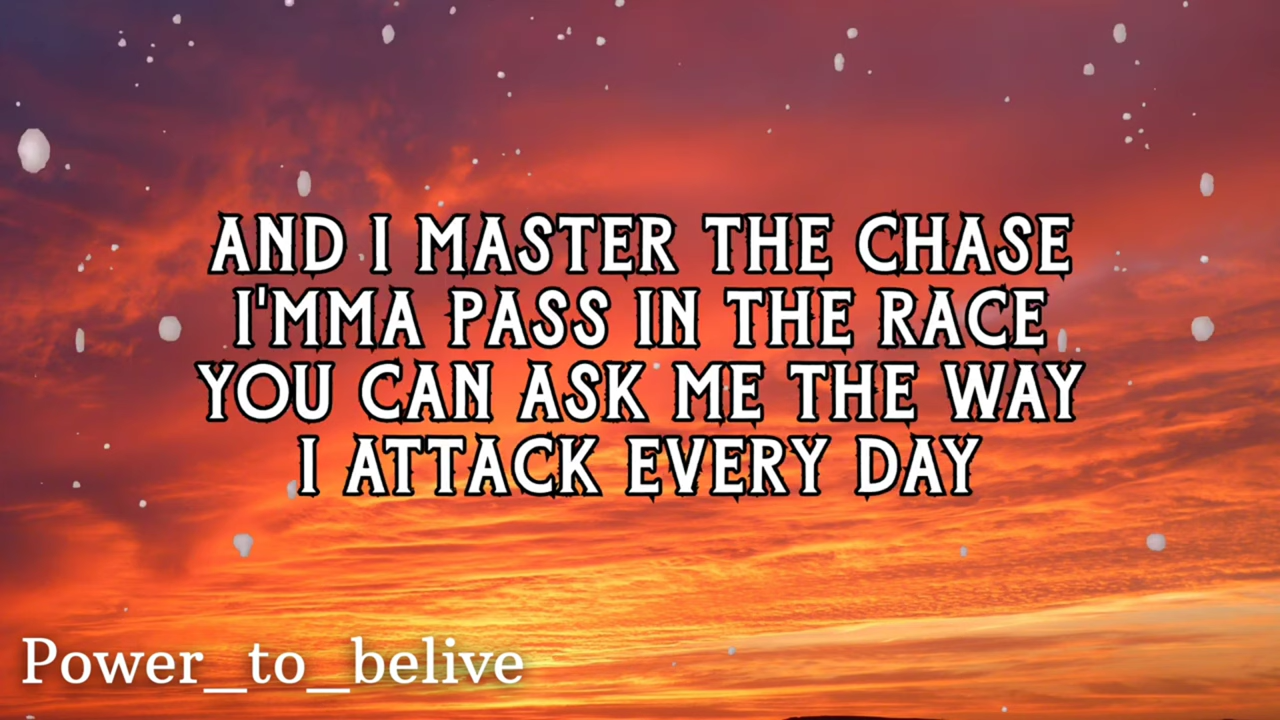 AND I MASTER THE CHASE
I'MMA PASS IN THE RACE
YOU CAN ASK ME THE WAY
I ATTACK EVERY DAY
Power_to_belive